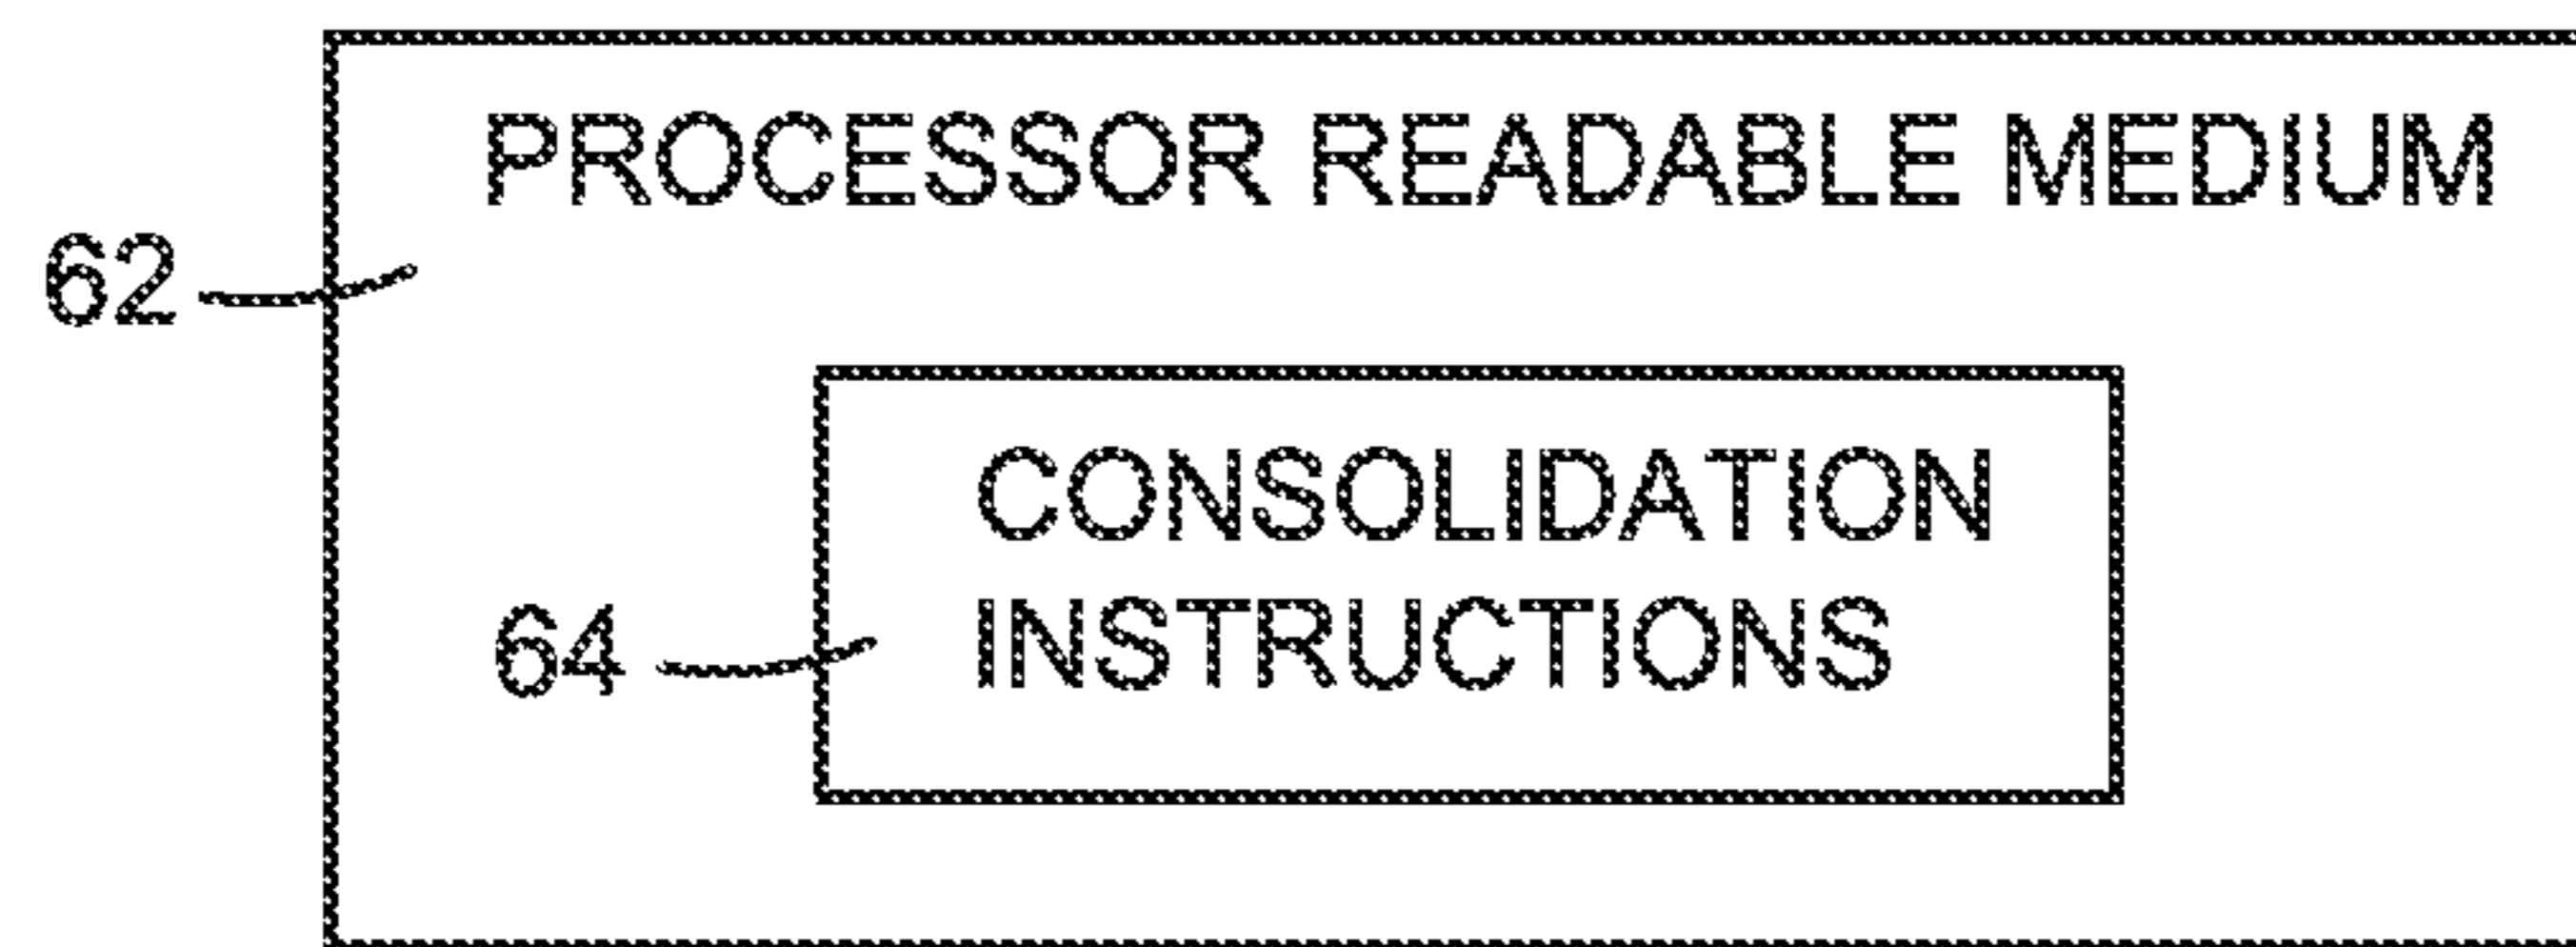 PROCESSOR READABLE MEDIUM
62
CONSOLIDATION
64 INSTRUCTIONS